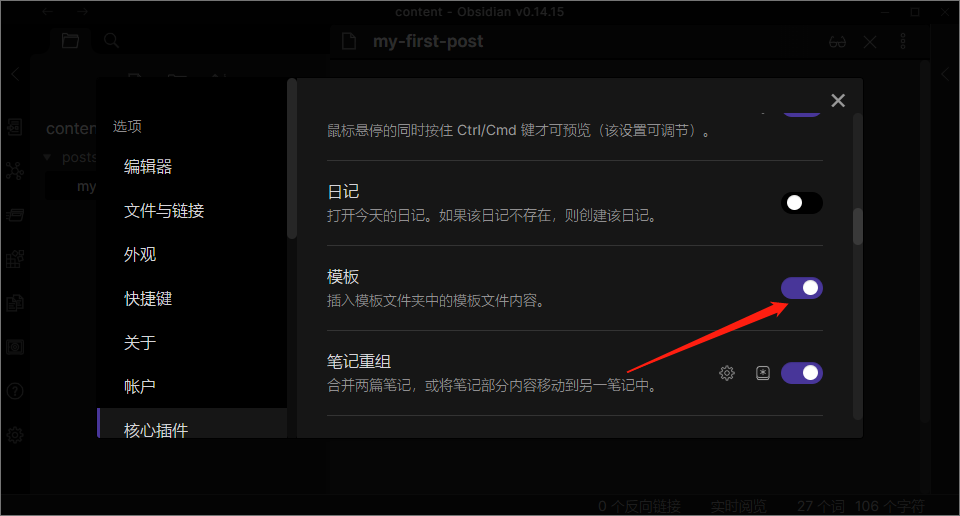 content - Obsidian v0.14.15
my-first-post
选项
编辑器
文件与链接
外观
快捷键
关于
帐户
核心插件
鼠标悬停的同时按住 Ctrl/Cmd 键才可预览（该设置可调节）。
日记
打开今天的日记。如果该日记不存在，则创建该日记。
模板
插入模板文件夹中的模板文件内容。
笔记重组
合并两篇笔记，或将笔记部分内容移动到另一笔记中。
conten
posts
my
0 个反向链接 实时阅览 27 个词 106 个字符